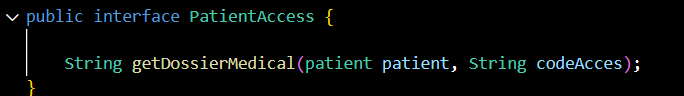 public interface PatientAccess {
String getDossierMedical(patient patient, String codeAcces);
}